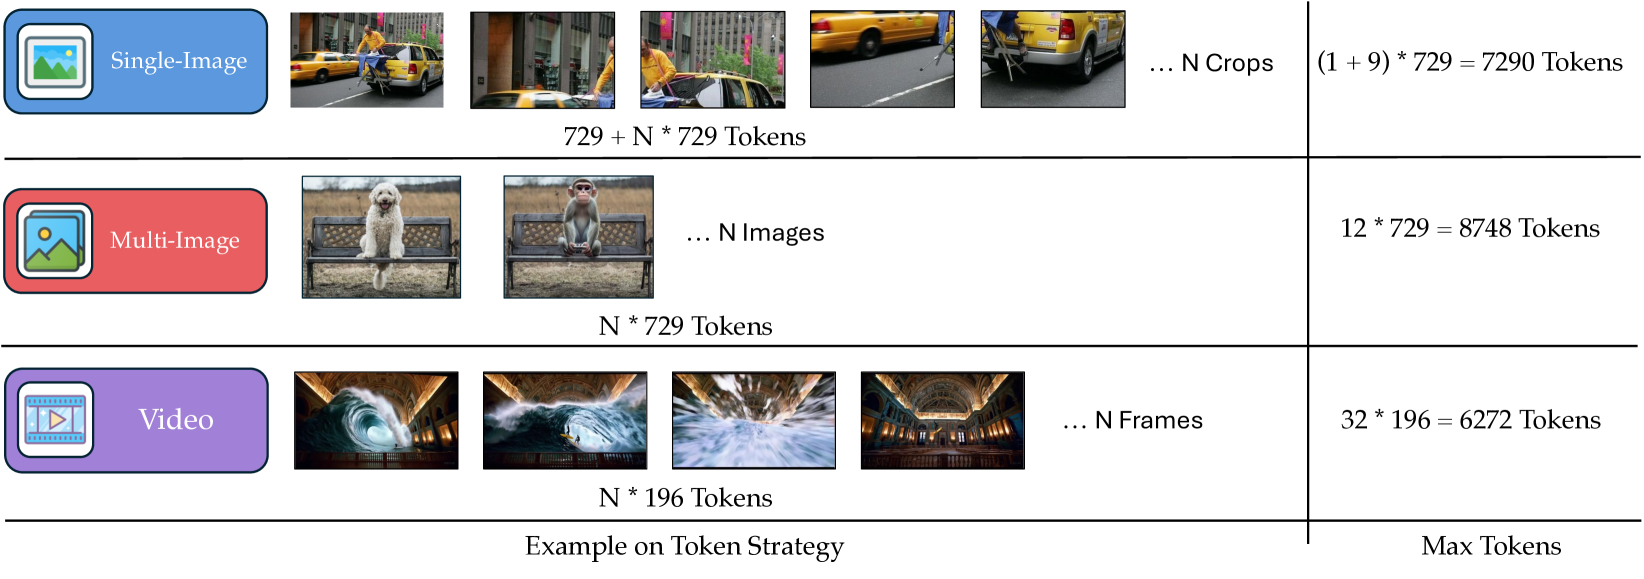 Single-Image
… N Crops
(1 + 9) * 729 = 7290 Tokens
729 + N * 729 Tokens
Multi-Image
… N Images
12 * 729 = 8748 Tokens
N * 729 Tokens
Video
… N Frames
32 * 196 = 6272 Tokens
N * 196 Tokens
Example on Token Strategy
Max Tokens